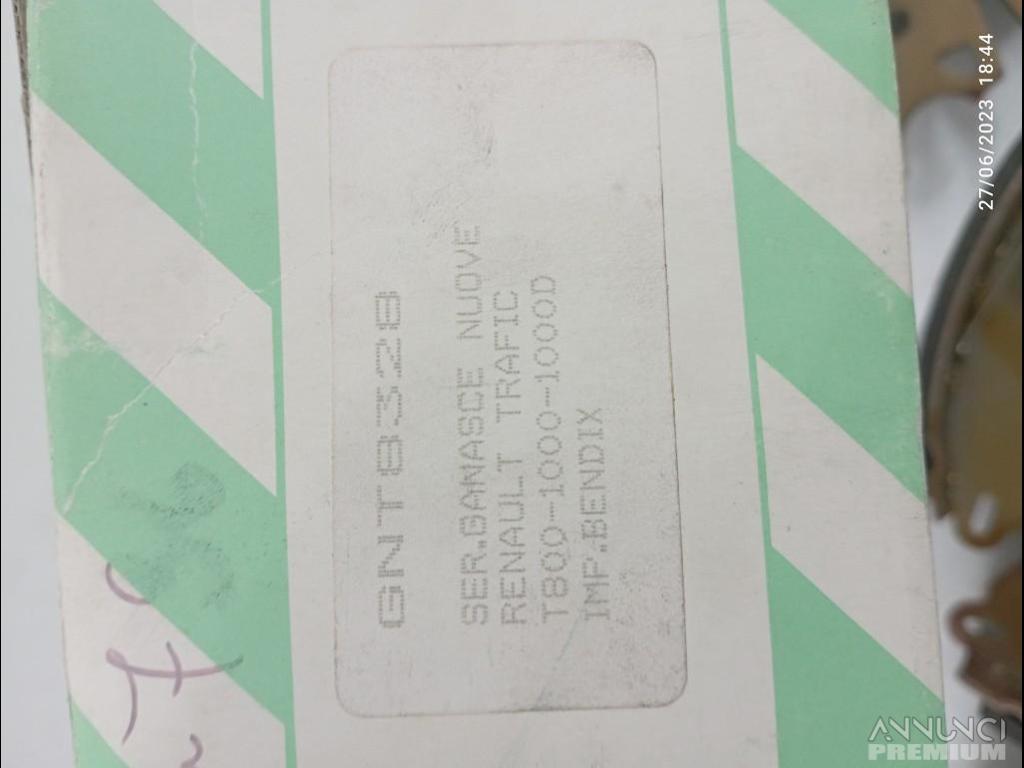 GNT8328
SER.GANASCE NUOVE
RENAULT TRAFIC
T800-1000-1000D
IMP.BENDIX
27/06/2023 18:44
ANNUNCI
PREMIUM